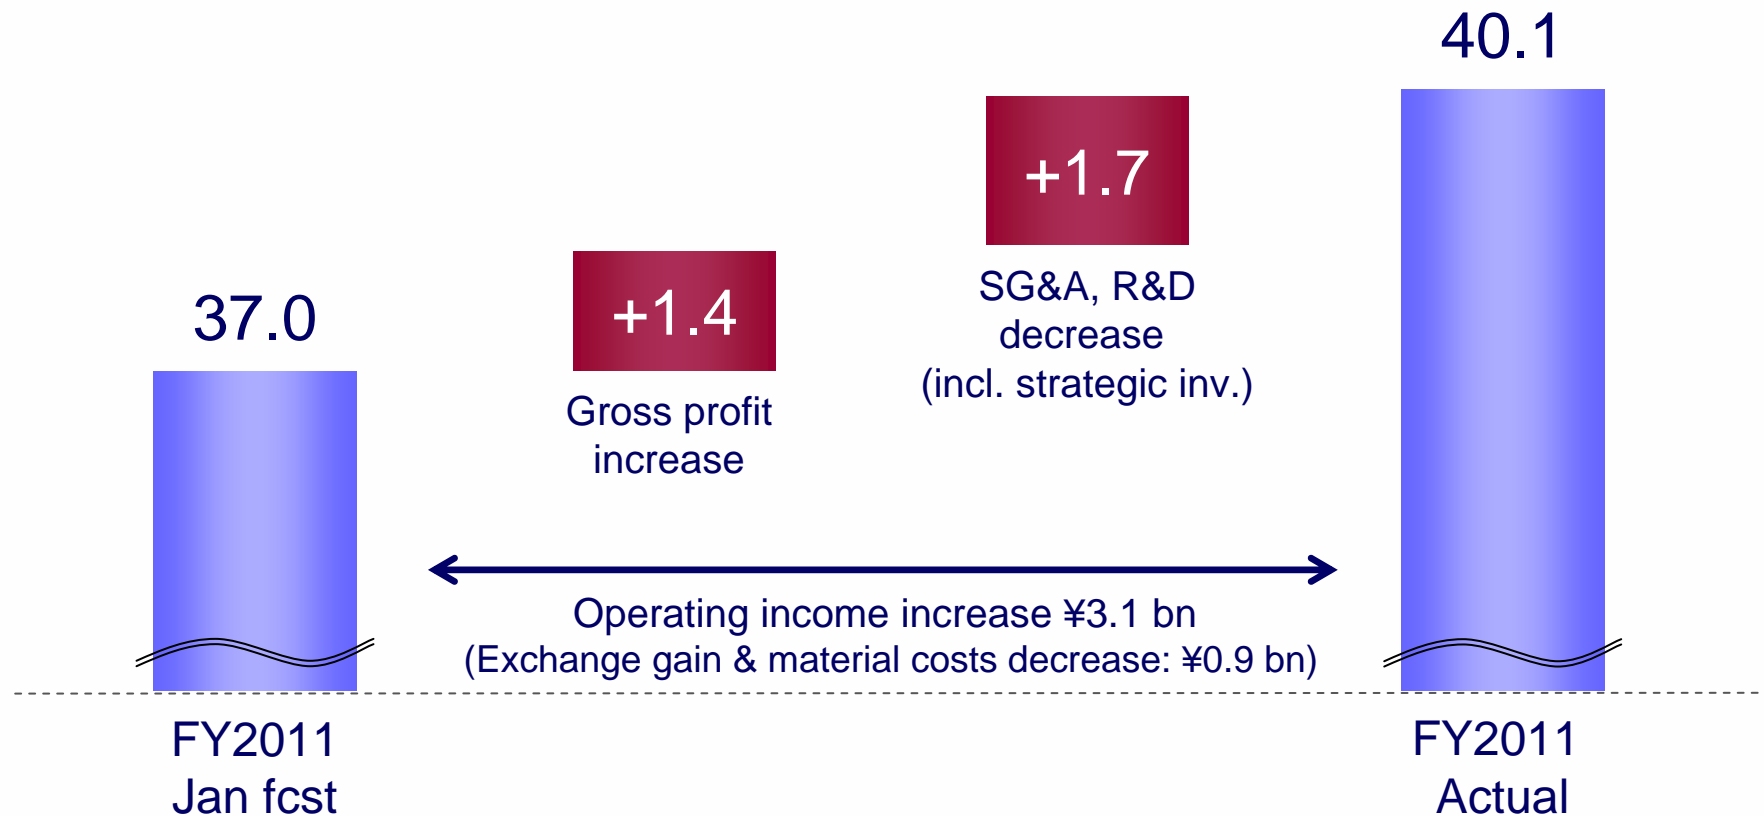 40.1
+1.7
SG&A, R&D
decrease
(incl. strategic inv.)
37.0
+1.4
Gross profit
increase
Operating income increase ¥3.1 bn
(Exchange gain & material costs decrease: ¥0.9 bn)
FY2011
Jan fcst
FY2011
Actual